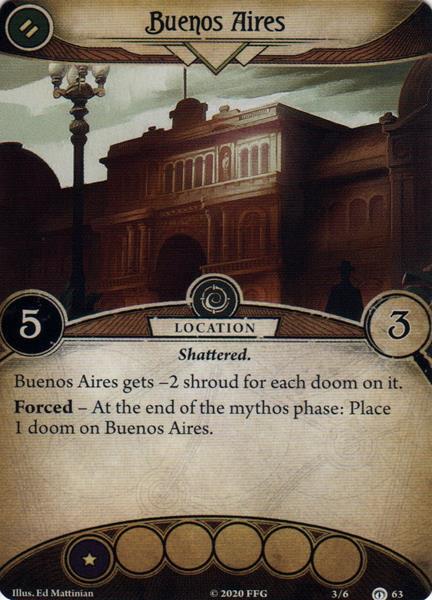 Buenos Aires
5
LOCATION
3
Shattered.
Buenos Aires gets –2 shroud for each doom on it.
Forced – At the end of the mythos phase: Place
1 doom on Buenos Aires.
Illus. Ed Mattinian
© 2020 FFG
3/6
63